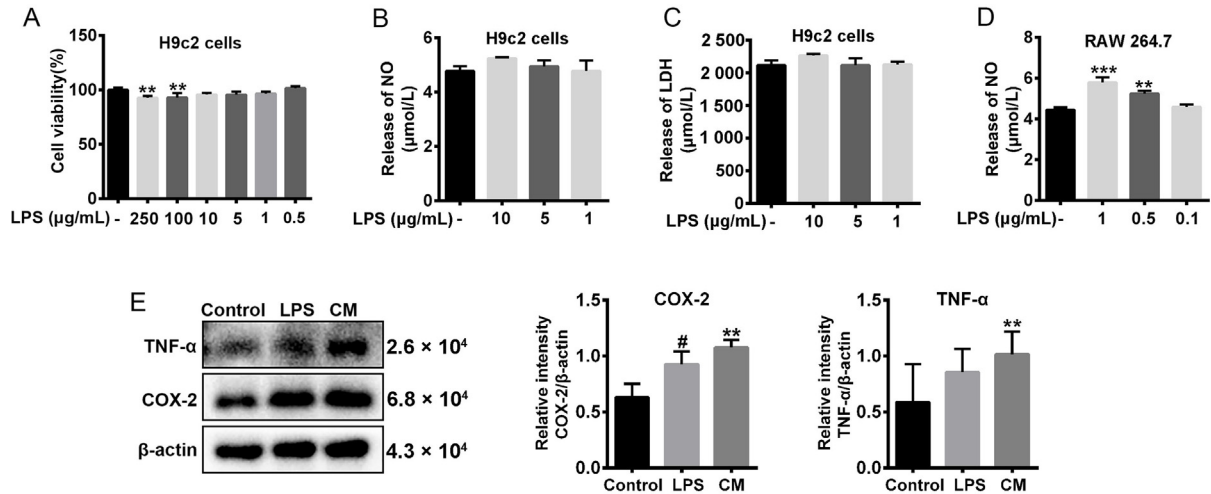 A
H9c2 cells
Cell viability(%)
150
100
50
0
** **
LPS (μg/mL) - 250 100 10 5 1 0.5
B
H9c2 cells
Release of NO
(μmol/L)
6
4
2
0
LPS (μg/mL) - 10 5 1
C
H9c2 cells
Release of LDH
(μmol/L)
2 500
2 000
1 500
1 000
500
0
LPS (μg/mL) - 10 5 1
D
RAW 264.7
Release of NO
(μmol/L)
8
6
4
2
0
*** **
LPS (μg/mL) - 1 0.5 0.1
E
Control LPS CM
TNF-α 2.6 × 10⁴
COX-2 6.8 × 10⁴
β-actin 4.3 × 10⁴
COX-2
Relative intensity
COX-2/β-actin
1.5
1.0
0.5
0.0
# **
Control LPS CM
TNF-α
Relative intensity
TNF-α/β-actin
1.5
1.0
0.5
0.0
**
Control LPS CM